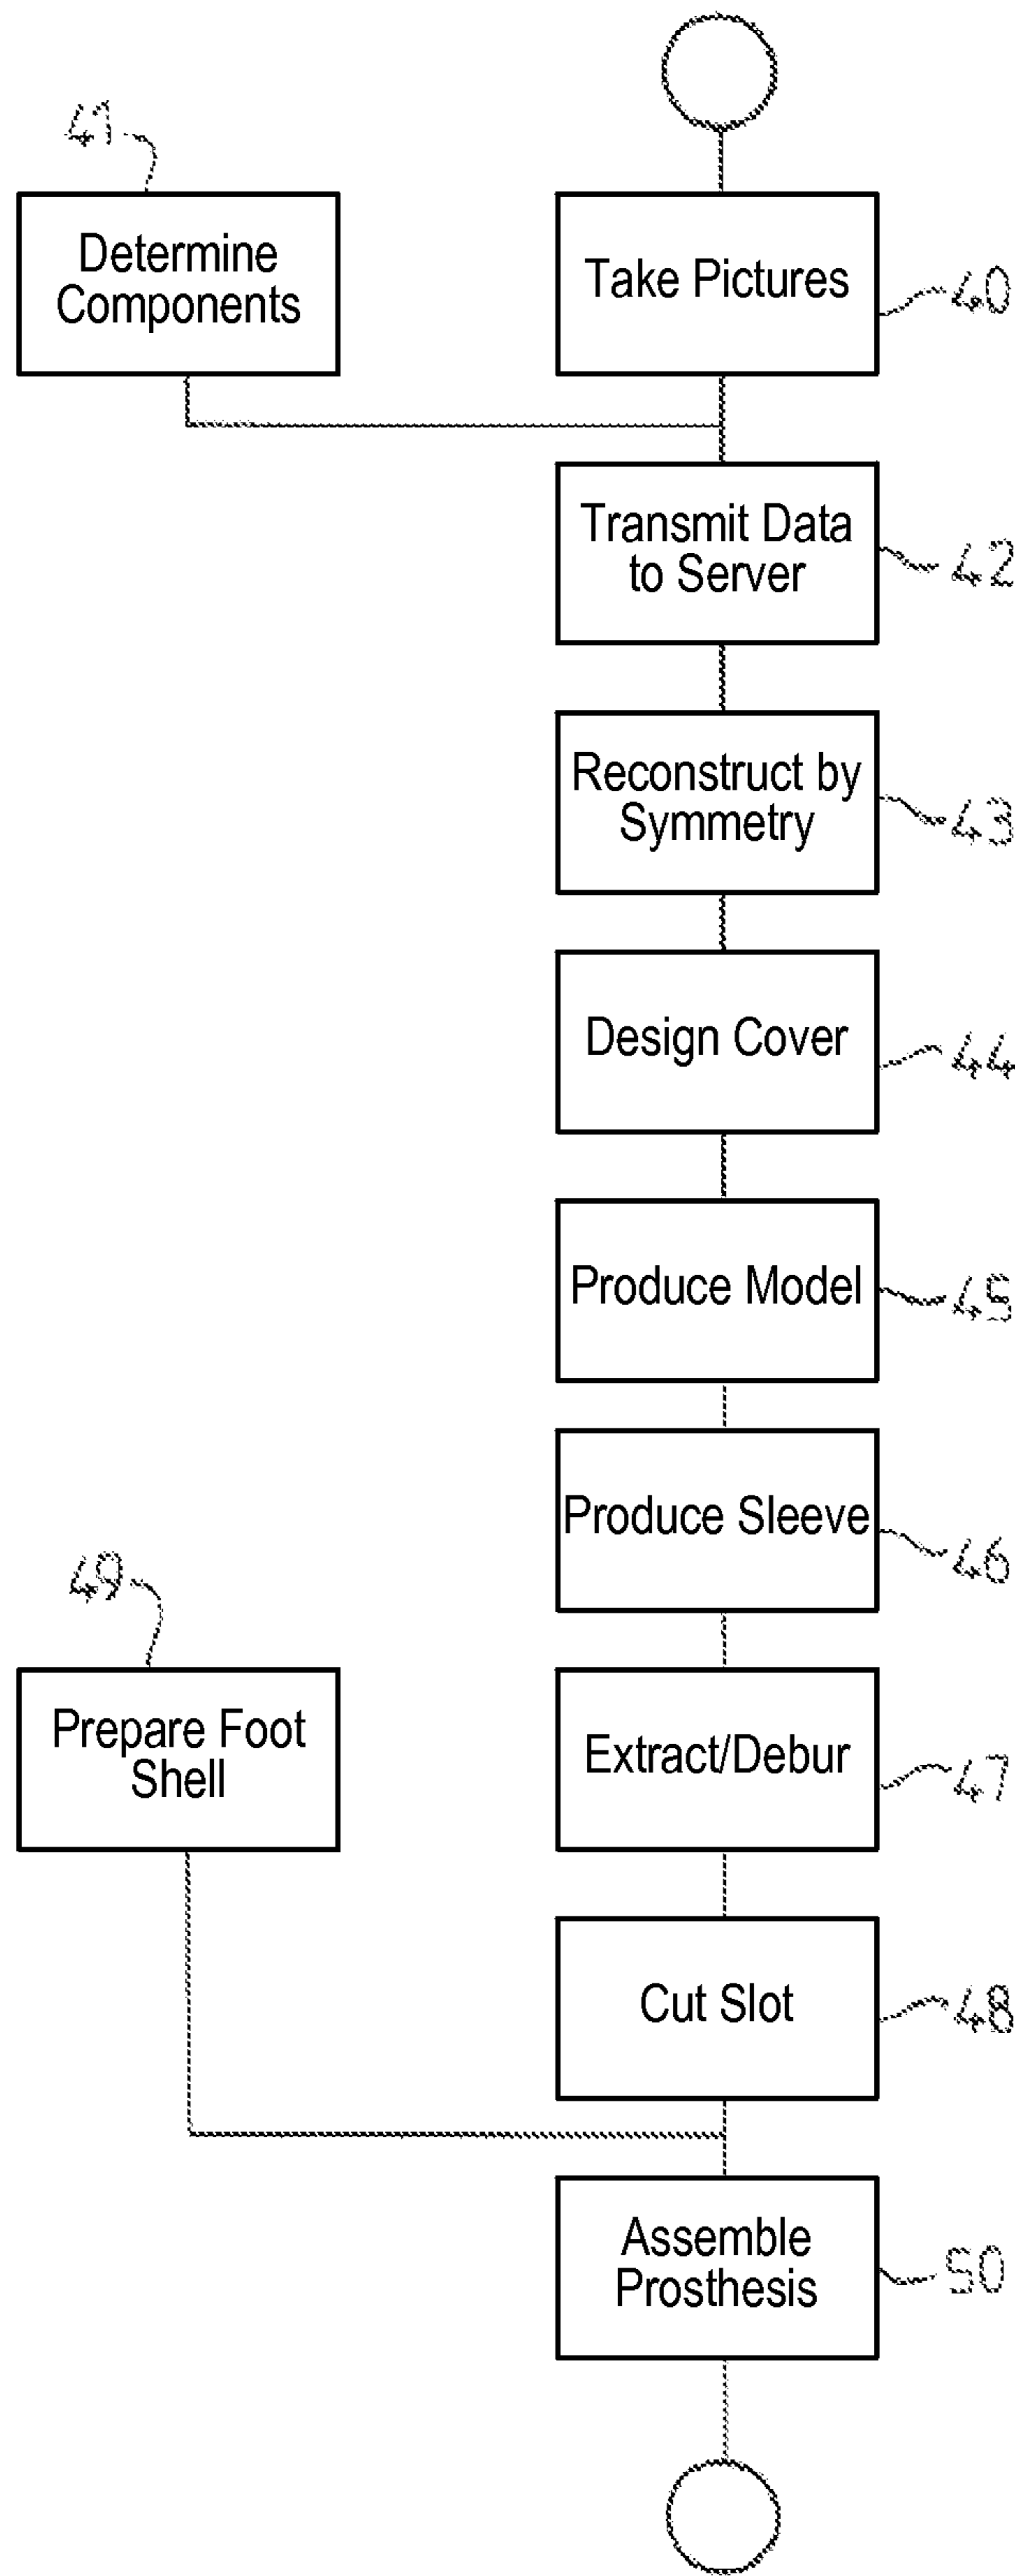 41
Determine
Components
Take Pictures
40
Transmit Data
to Server
42
Reconstruct by
Symmetry
43
Design Cover
44
Produce Model
45
Produce Sleeve
46
49
Prepare Foot
Shell
Extract/Debur
47
Cut Slot
48
Assemble
Prosthesis
50